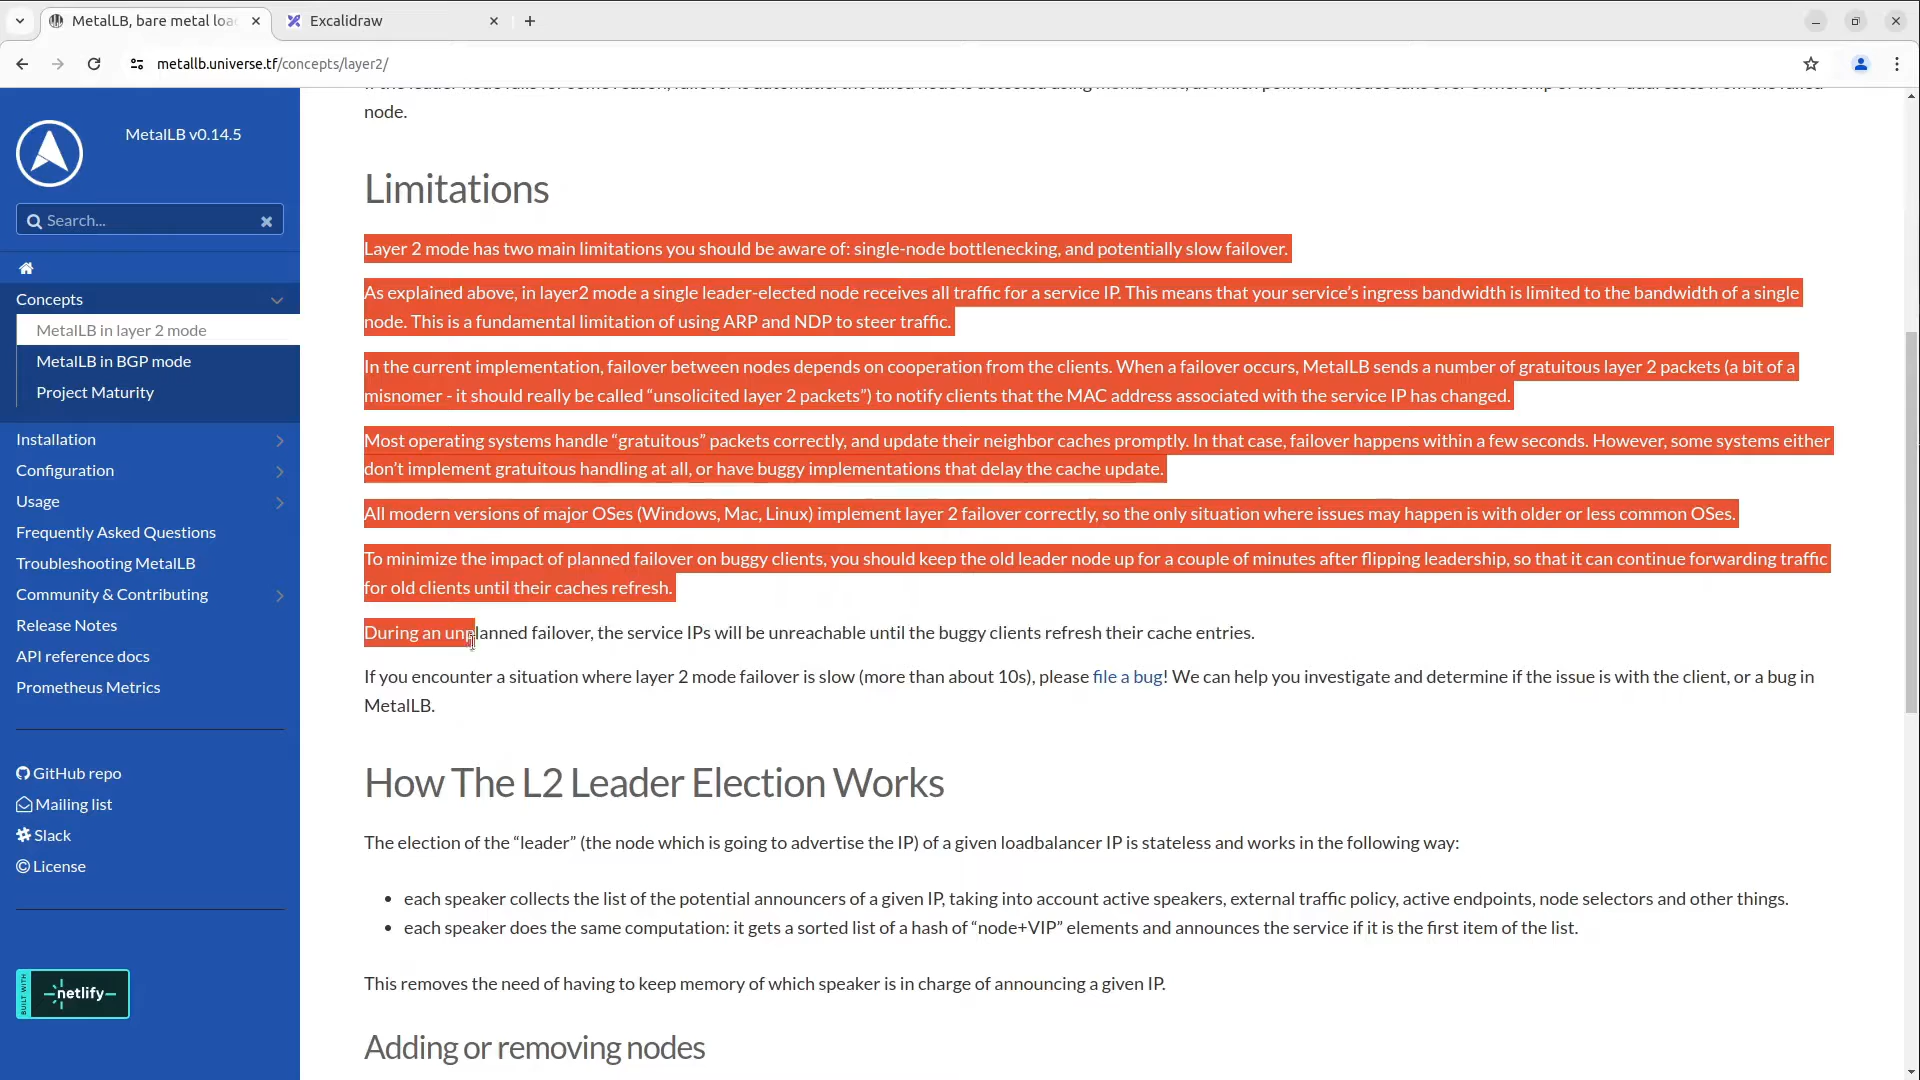 MetalLB, bare metal loa
Excalidraw
metallb.universe.tf/concepts/layer2/
MetalLB v0.14.5
Search...
Concepts
MetalLB in layer 2 mode
MetalLB in BGP mode
Project Maturity
Installation
Configuration
Usage
Frequently Asked Questions
Troubleshooting MetalLB
Community & Contributing
Release Notes
API reference docs
Prometheus Metrics
GitHub repo
Mailing list
Slack
License
BUILT WITH
netlify
node.
Limitations
Layer 2 mode has two main limitations you should be aware of: single-node bottlenecking, and potentially slow failover.
As explained above, in layer2 mode a single leader-elected node receives all traffic for a service IP. This means that your service’s ingress bandwidth is limited to the bandwidth of a single
node. This is a fundamental limitation of using ARP and NDP to steer traffic.
In the current implementation, failover between nodes depends on cooperation from the clients. When a failover occurs, MetalLB sends a number of gratuitous layer 2 packets (a bit of a
misnomer - it should really be called “unsolicited layer 2 packets”) to notify clients that the MAC address associated with the service IP has changed.
Most operating systems handle “gratuitous” packets correctly, and update their neighbor caches promptly. In that case, failover happens within a few seconds. However, some systems either
don’t implement gratuitous handling at all, or have buggy implementations that delay the cache update.
All modern versions of major OSes (Windows, Mac, Linux) implement layer 2 failover correctly, so the only situation where issues may happen is with older or less common OSes.
To minimize the impact of planned failover on buggy clients, you should keep the old leader node up for a couple of minutes after flipping leadership, so that it can continue forwarding traffic
for old clients until their caches refresh.
During an unplanned failover, the service IPs will be unreachable until the buggy clients refresh their cache entries.
If you encounter a situation where layer 2 mode failover is slow (more than about 10s), please file a bug! We can help you investigate and determine if the issue is with the client, or a bug in
MetalLB.
How The L2 Leader Election Works
The election of the “leader” (the node which is going to advertise the IP) of a given loadbalancer IP is stateless and works in the following way:
• each speaker collects the list of the potential announcers of a given IP, taking into account active speakers, external traffic policy, active endpoints, node selectors and other things.
• each speaker does the same computation: it gets a sorted list of a hash of “node+VIP” elements and announces the service if it is the first item of the list.
This removes the need of having to keep memory of which speaker is in charge of announcing a given IP.
Adding or removing nodes